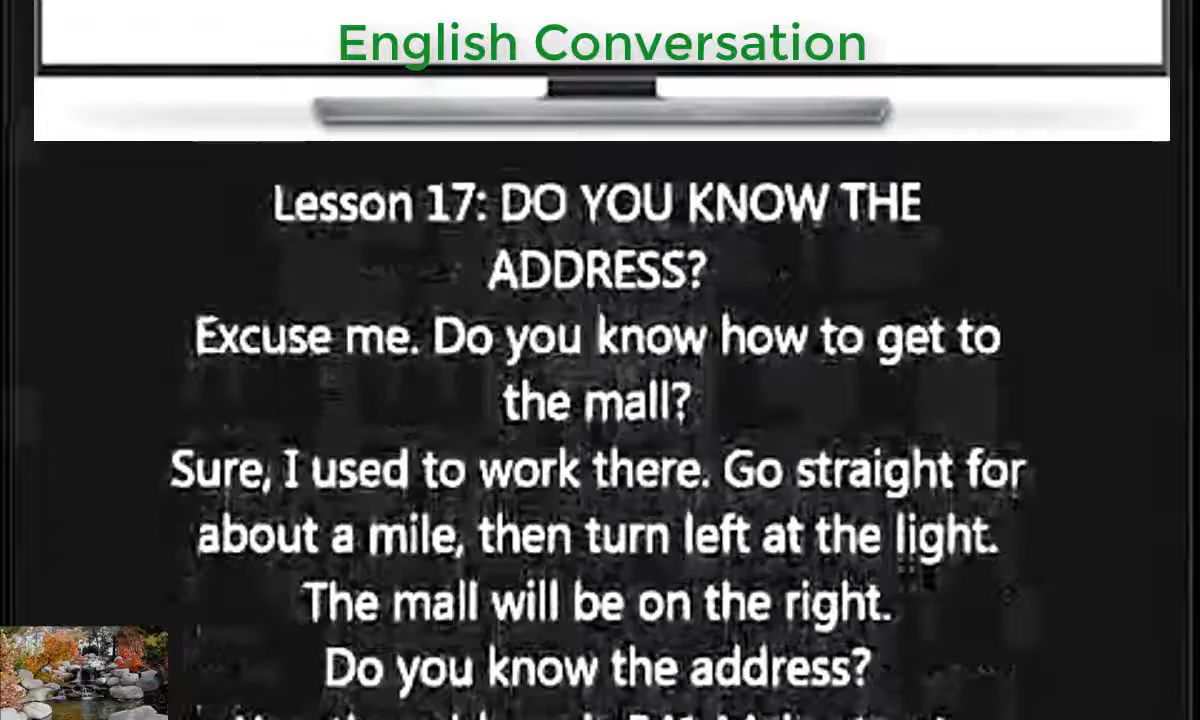 English Conversation
Lesson 17: DO YOU KNOW THE
ADDRESS?
Excuse me. Do you know how to get to
the mall?
Sure, I used to work there. Go straight for
about a mile, then turn left at the light.
The mall will be on the right.
Do you know the address?